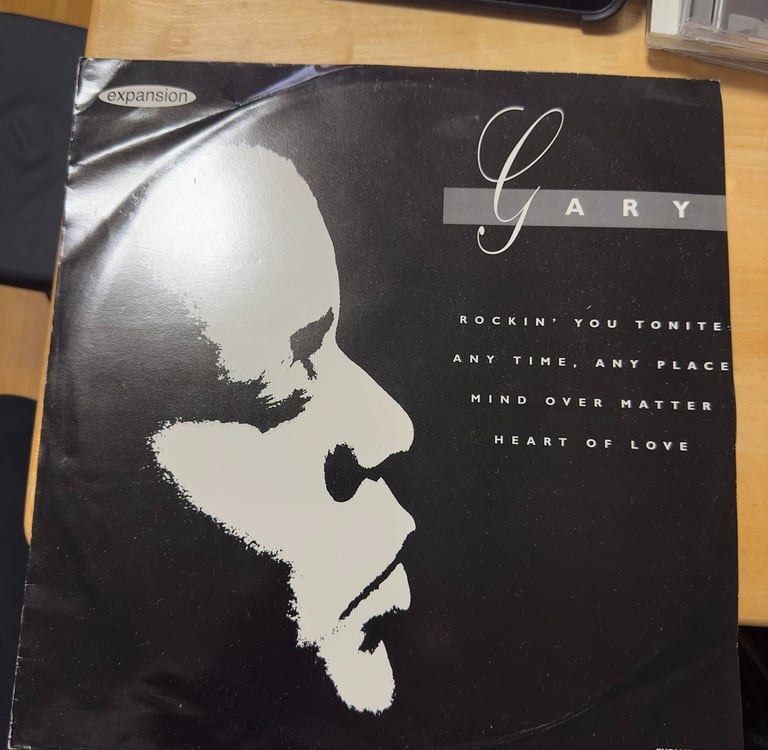 expansion
GARY
ROCKIN' YOU TONITE
ANY TIME, ANY PLACE
MIND OVER MATTER
HEART OF LOVE